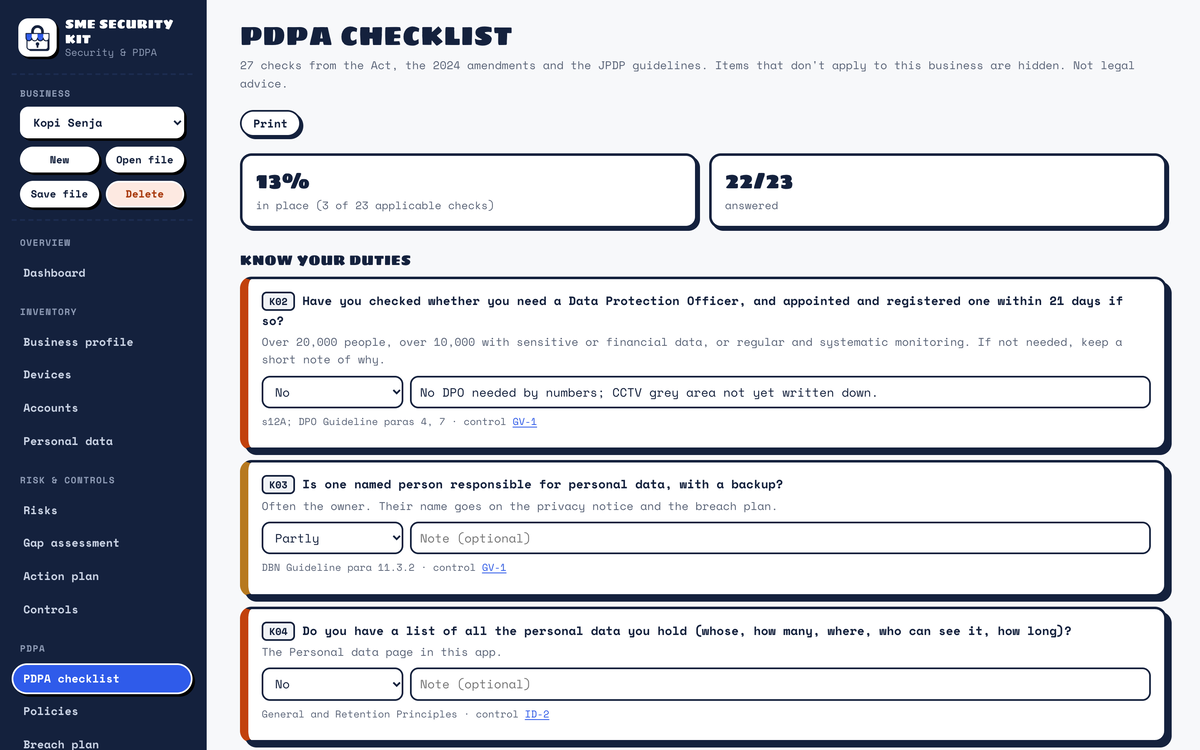 SME SECURITY
KIT
Security & PDPA
BUSINESS
Kopi Senja
New
Open file
Save file
Delete
OVERVIEW
Dashboard
INVENTORY
Business profile
Devices
Accounts
Personal data
RISK & CONTROLS
Risks
Gap assessment
Action plan
Controls
PDPA
PDPA checklist
Policies
Breach plan
PDPA CHECKLIST
27 checks from the Act, the 2024 amendments and the JPDP guidelines. Items that don't apply to this business are hidden. Not legal
advice.
Print
13%
in place (3 of 23 applicable checks)
22/23
answered
KNOW YOUR DUTIES
K02 Have you checked whether you need a Data Protection Officer, and appointed and registered one within 21 days if
so?
Over 20,000 people, over 10,000 with sensitive or financial data, or regular and systematic monitoring. If not needed, keep a
short note of why.
No
No DPO needed by numbers; CCTV grey area not yet written down.
s12A; DPO Guideline paras 4, 7 · control GV-1
K03 Is one named person responsible for personal data, with a backup?
Often the owner. Their name goes on the privacy notice and the breach plan.
Partly
Note (optional)
DBN Guideline para 11.3.2 · control GV-1
K04 Do you have a list of all the personal data you hold (whose, how many, where, who can see it, how long)?
The Personal data page in this app.
No
Note (optional)
General and Retention Principles · control ID-2